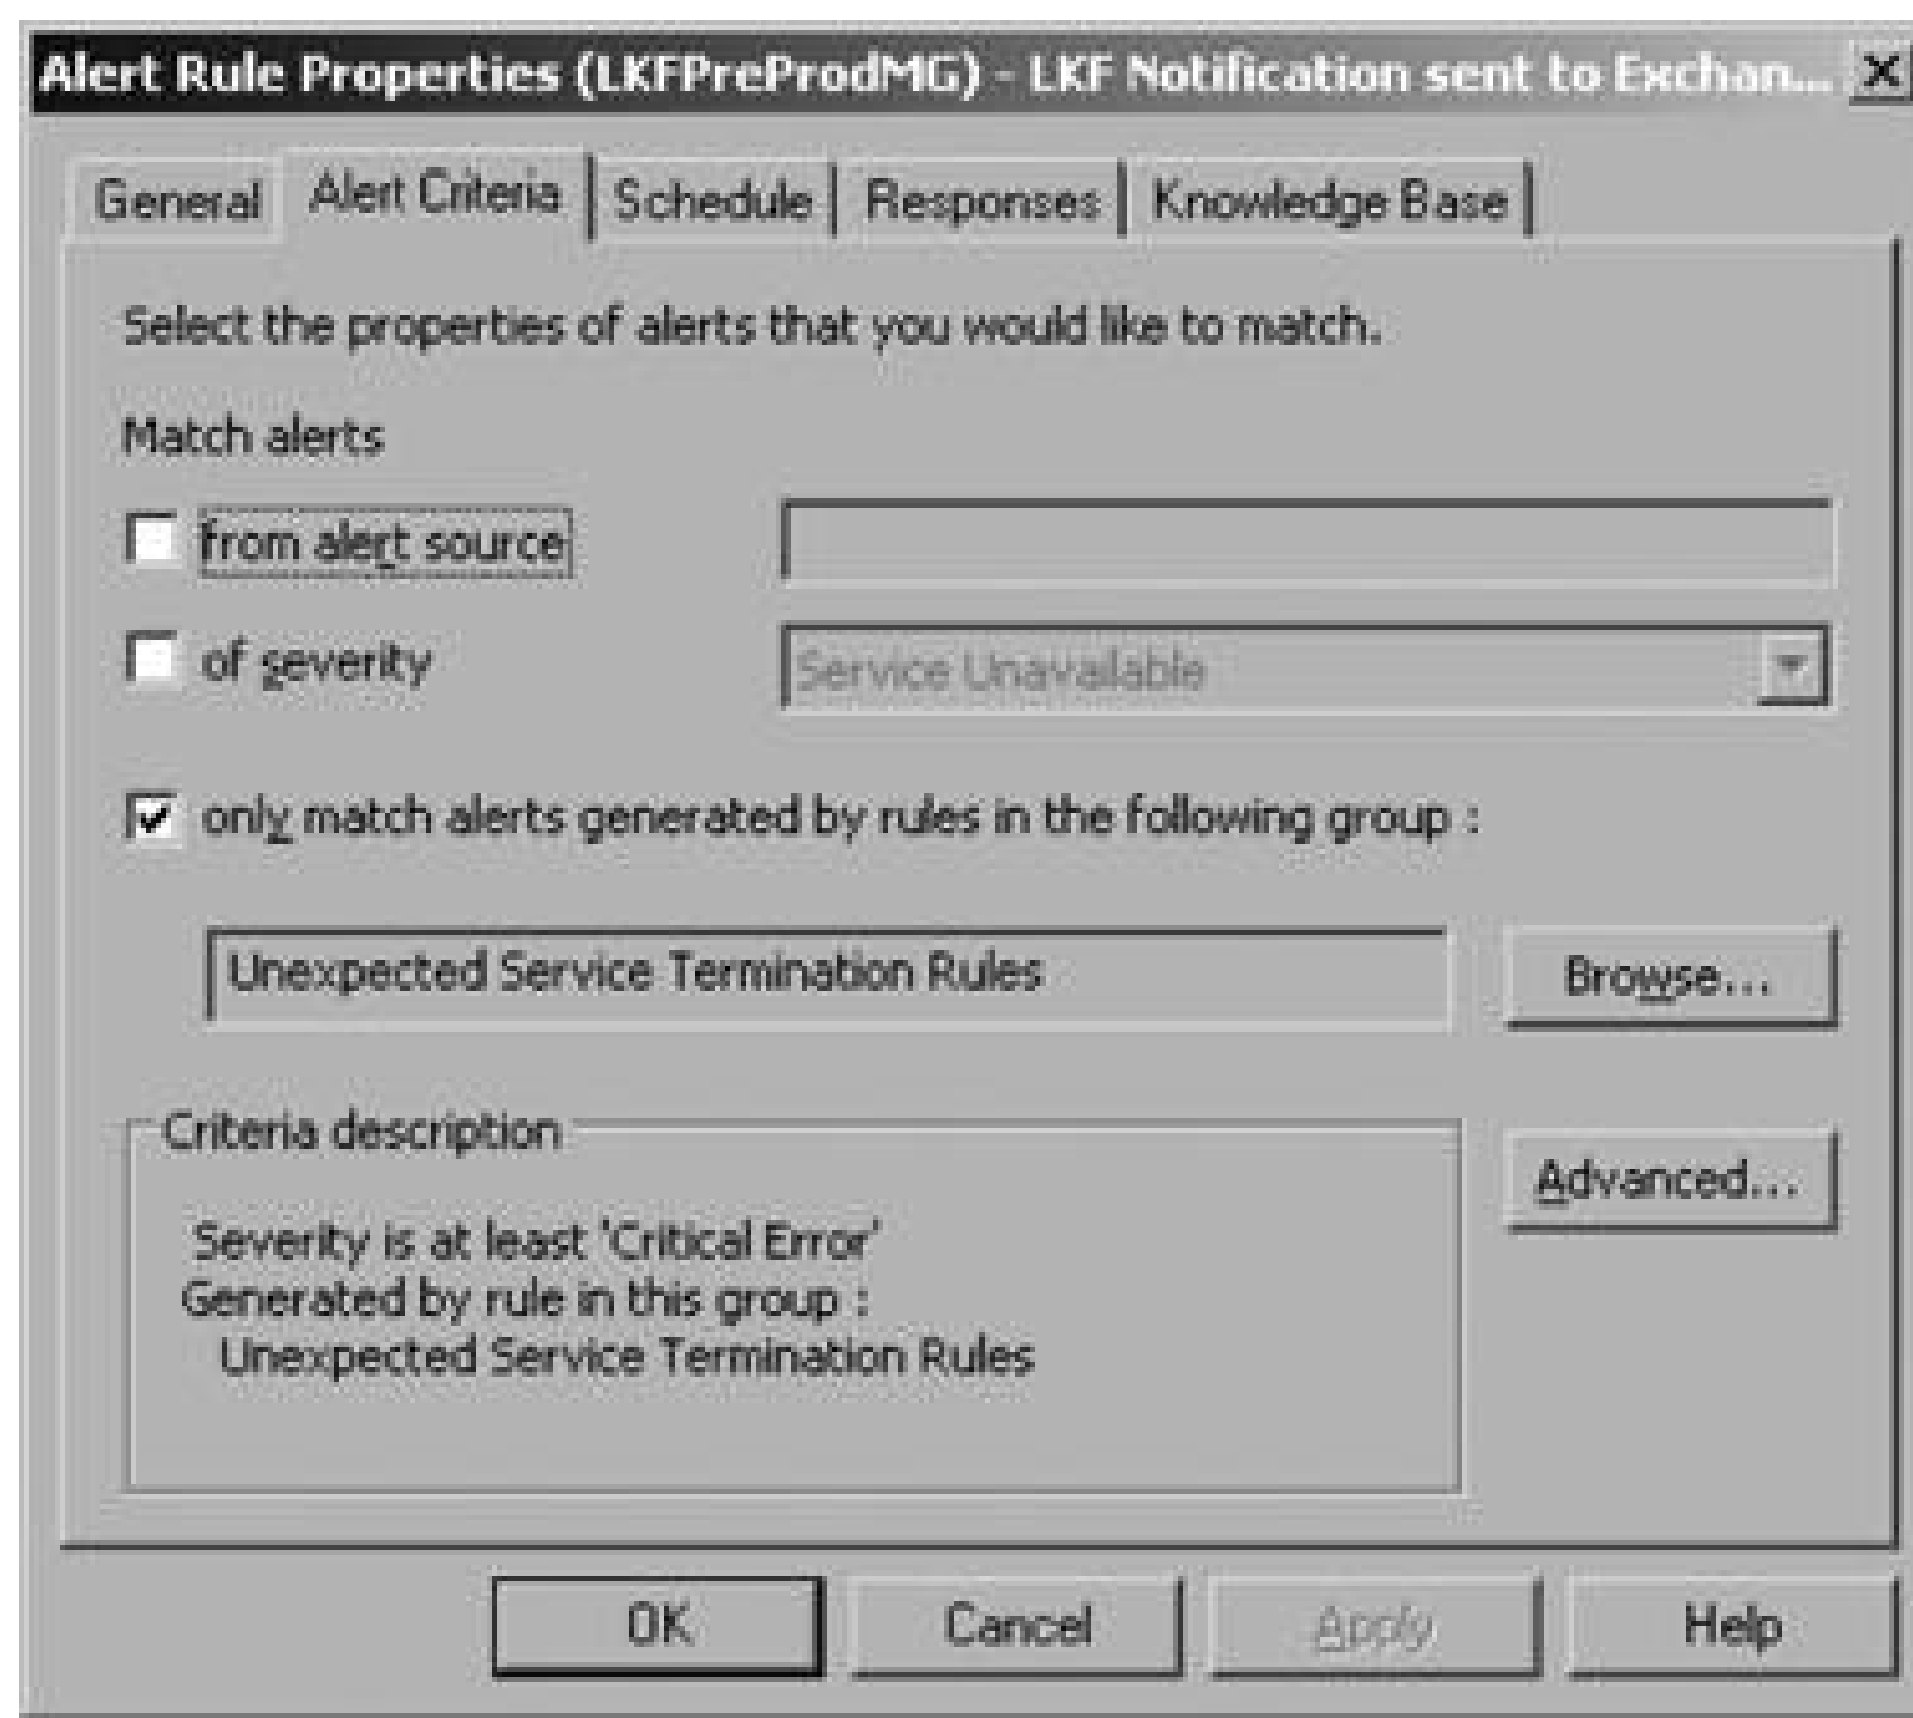 Alert Rule Properties (LKFPreProdMG) - LKF Notification sent to Exchan...
General Alert Criteria Schedule Responses Knowledge Base
Select the properties of alerts that you would like to match.
Match alerts
from alert source
of severity Service Unavailable
only match alerts generated by rules in the following group :
Unexpected Service Termination Rules Browse...
Criteria description
Advanced...
Severity is at least 'Critical Error'
Generated by rule in this group :
Unexpected Service Termination Rules
OK Cancel Apply Help